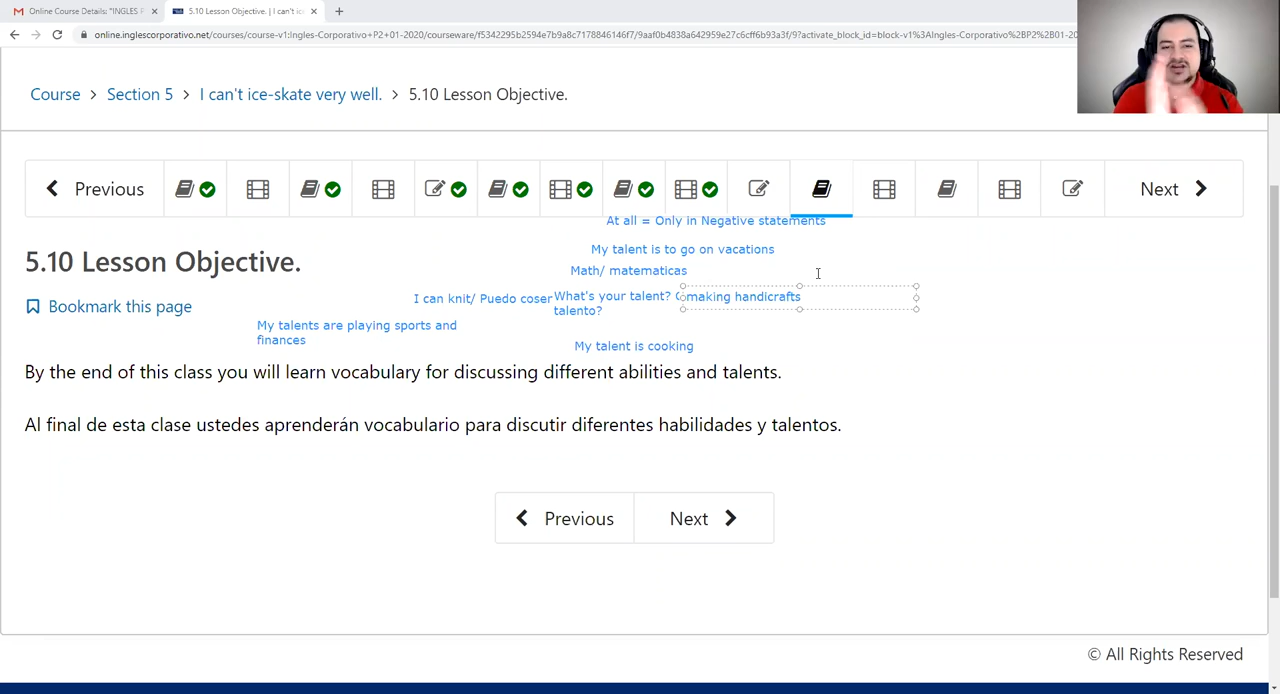 Online Course Details: "INGLES P
5.10 Lesson Objective. | I can't ice
online.inglescorporativo.net/courses/course-v1:Ingles-Corporativo+P2+01-2020/courseware/f5342295b2594e7b9a8c7178846146f7/9aaf0b4838a642959e27c6cff6b93a3f/9?activate_block_id=block-v1%3AIngles-Corporativo%2BP2%2B01-20
Course > Section 5 > I can't ice-skate very well. > 5.10 Lesson Objective.
Previous
Next
At all = Only in Negative statements
5.10 Lesson Objective.
My talent is to go on vacations
Math/ matematicas
I can knit/ Puedo coser
What's your talent?
making handicrafts
talento?
Bookmark this page
My talents are playing sports and
finances
My talent is cooking
By the end of this class you will learn vocabulary for discussing different abilities and talents.
Al final de esta clase ustedes aprenderán vocabulario para discutir diferentes habilidades y talentos.
Previous
Next
© All Rights Reserved